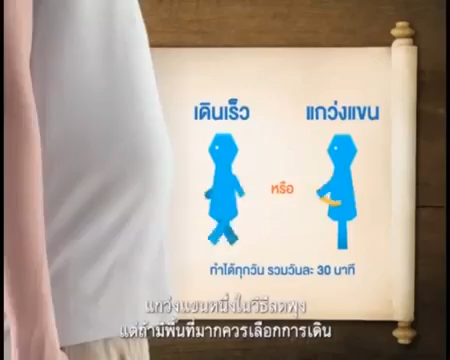 เดินเร็ว
แกว่งแขน
หรือ
ทำได้ทุกวัน รวมวันละ 30 นาที
แกว่งแขนหนึ่งในวิธีลดพุง
แต่ถ้ามีพื้นที่มากควรเลือกการเดิน